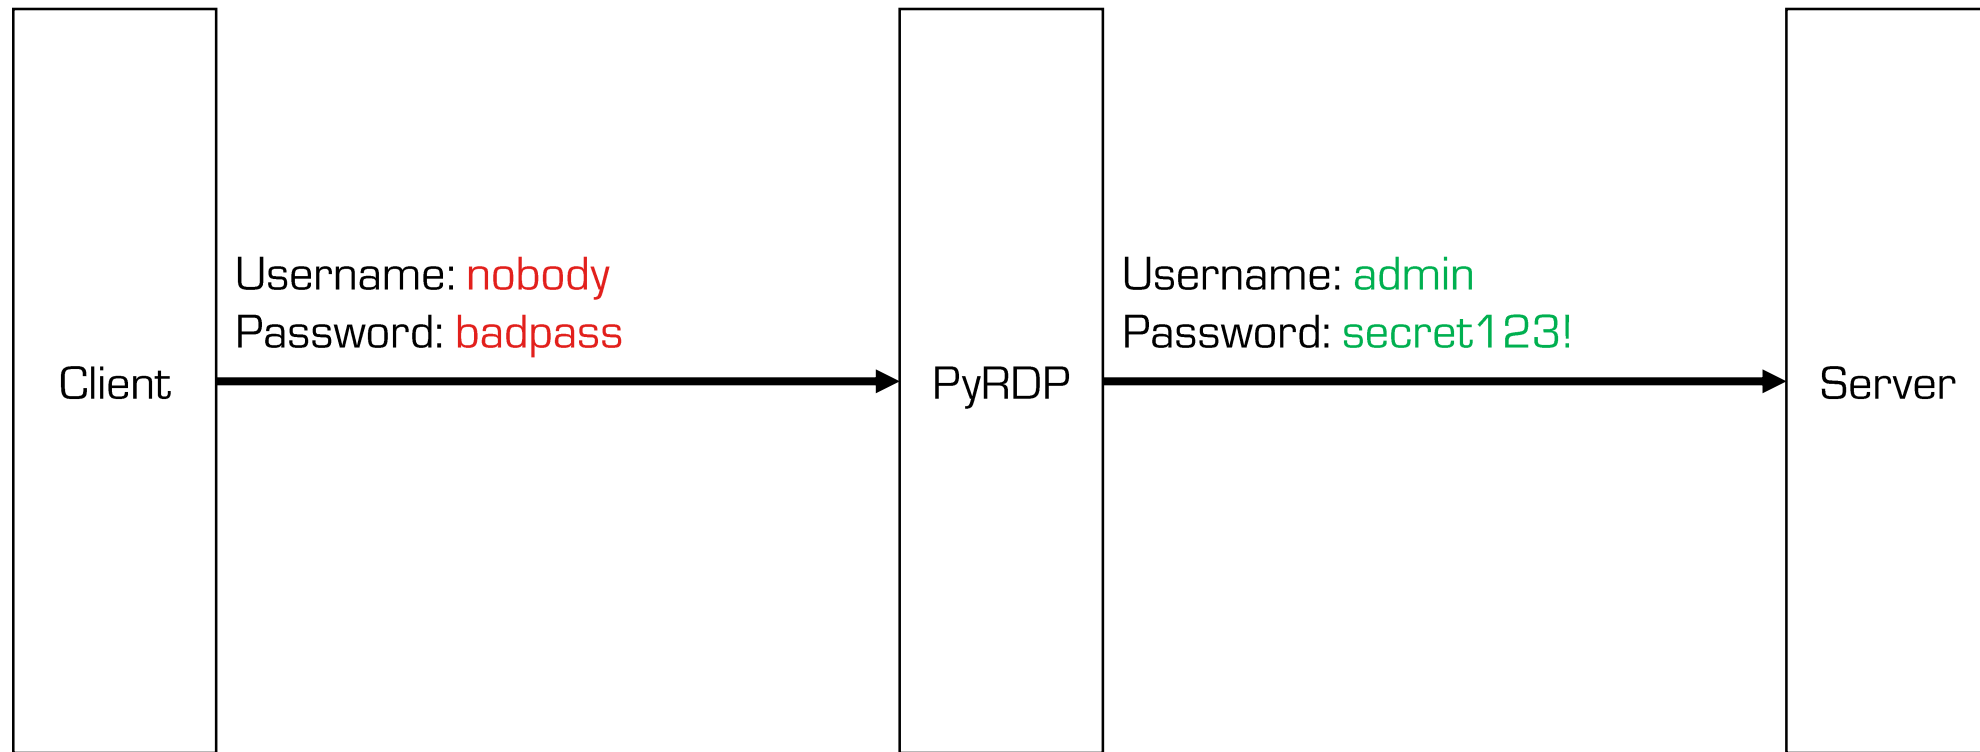 Client
Username: nobody
Password: badpass
PyRDP
Username: admin
Password: secret123!
Server